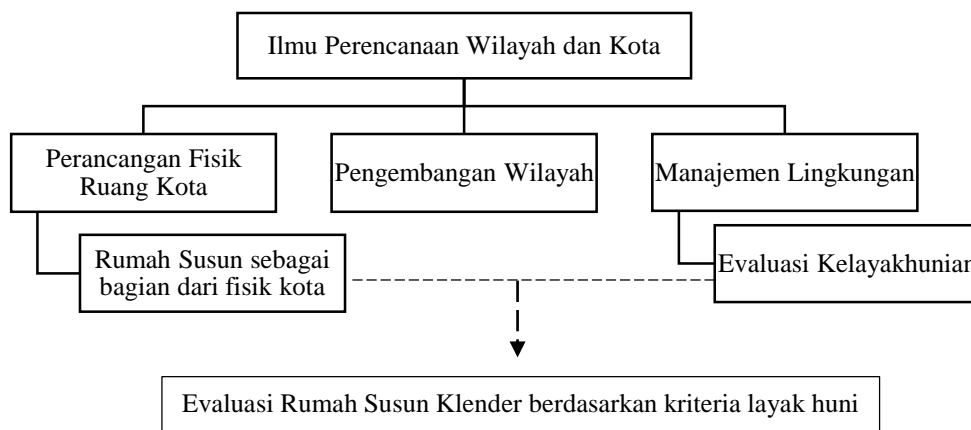 Ilmu Perencanaan Wilayah dan Kota
Perancangan Fisik
Ruang Kota
Pengembangan Wilayah
Manajemen Lingkungan
Rumah Susun sebagai
bagian dari fisik kota
Evaluasi Kelayakhunian
Evaluasi Rumah Susun Klender berdasarkan kriteria layak huni